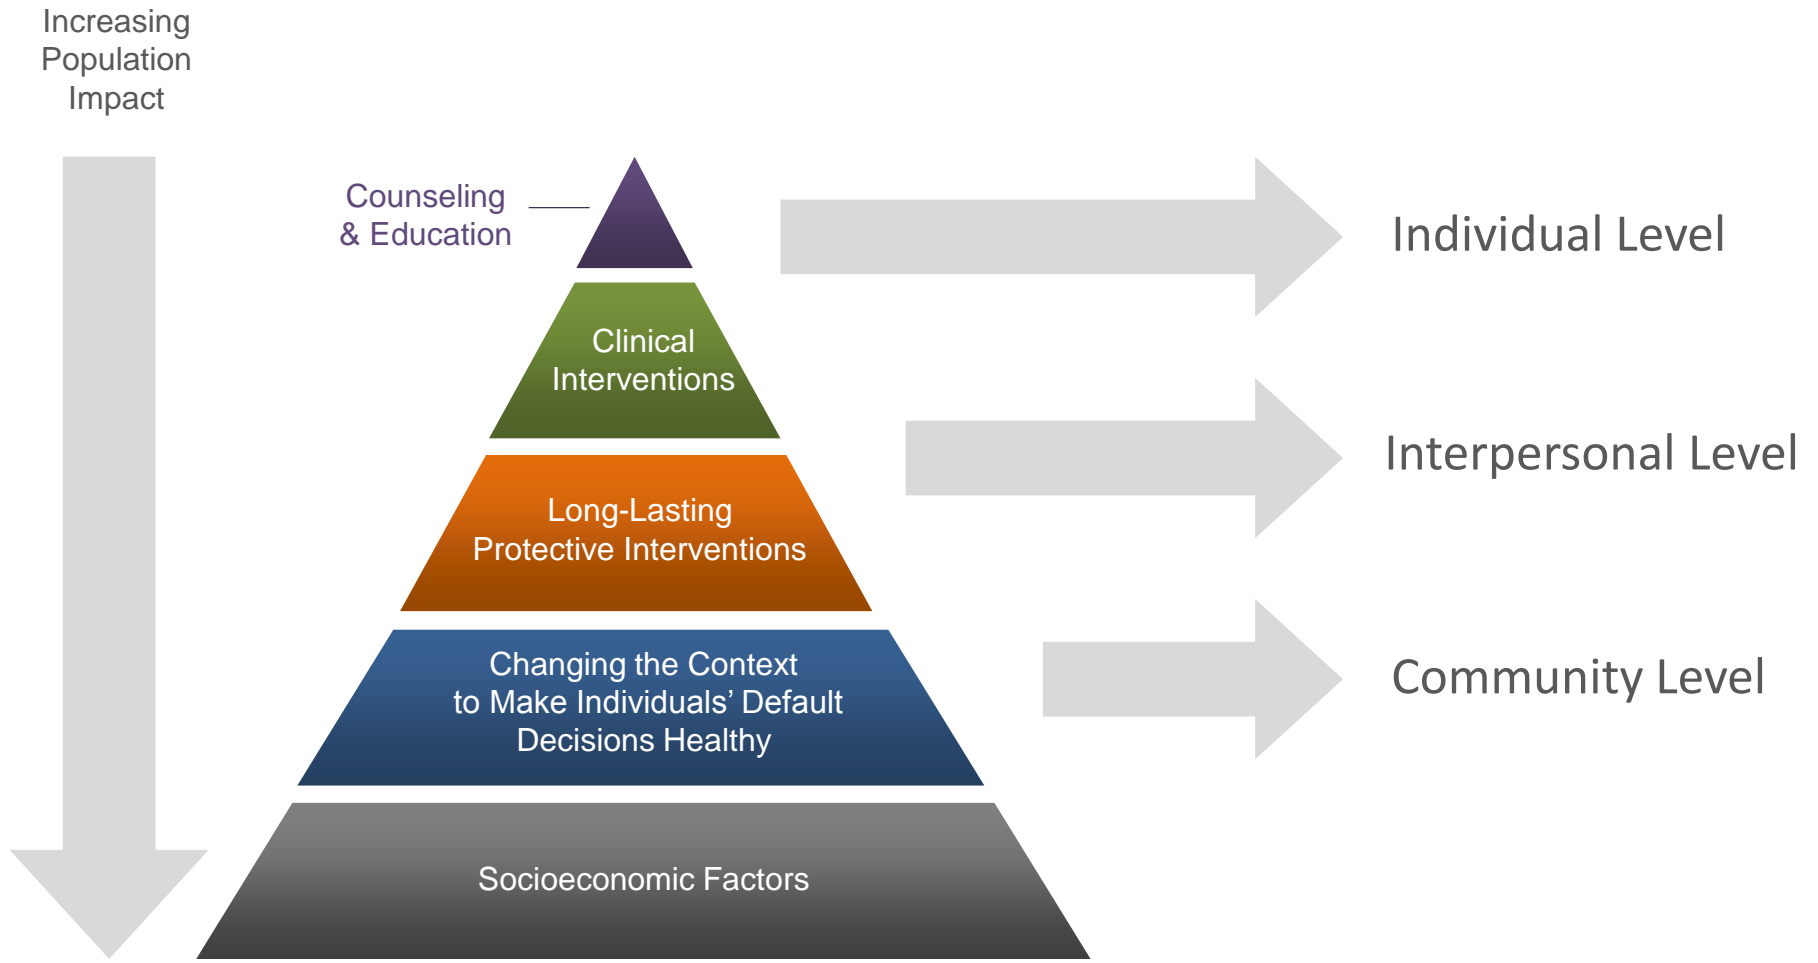 Increasing
Population
Impact
Counseling
& Education
Individual Level
Clinical
Interventions
Interpersonal Level
Long-Lasting
Protective Interventions
Changing the Context
to Make Individuals’ Default
Decisions Healthy
Community Level
Socioeconomic Factors